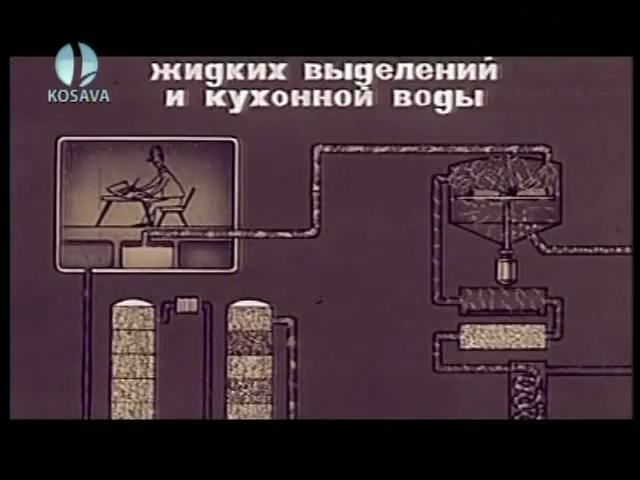 KOSAVA
жидких выделений
и кухонной воды